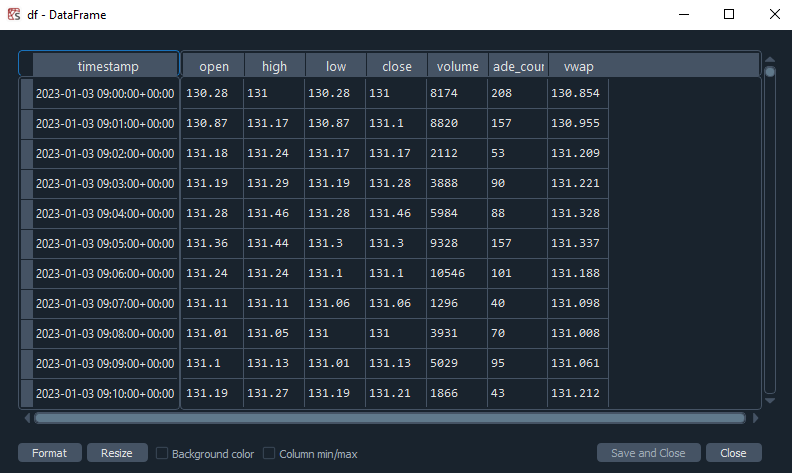 df - DataFrame
timestamp open high low close volume ade_cour vwap
2023-01-03 09:00:00+00:00 130.28 131 130.28 131 8174 208 130.854
2023-01-03 09:01:00+00:00 130.87 131.17 130.87 131.1 8820 157 130.955
2023-01-03 09:02:00+00:00 131.18 131.24 131.17 131.17 2112 53 131.209
2023-01-03 09:03:00+00:00 131.19 131.29 131.19 131.28 3888 90 131.221
2023-01-03 09:04:00+00:00 131.28 131.46 131.28 131.46 5984 88 131.328
2023-01-03 09:05:00+00:00 131.36 131.44 131.3 131.3 9328 157 131.337
2023-01-03 09:06:00+00:00 131.24 131.24 131.1 131.1 10546 101 131.188
2023-01-03 09:07:00+00:00 131.11 131.11 131.06 131.06 1296 40 131.098
2023-01-03 09:08:00+00:00 131.01 131.05 131 131 3931 70 131.008
2023-01-03 09:09:00+00:00 131.1 131.13 131.01 131.13 5029 95 131.061
2023-01-03 09:10:00+00:00 131.19 131.27 131.19 131.21 1866 43 131.212
Format Resize Background color Column min/max Save and Close Close